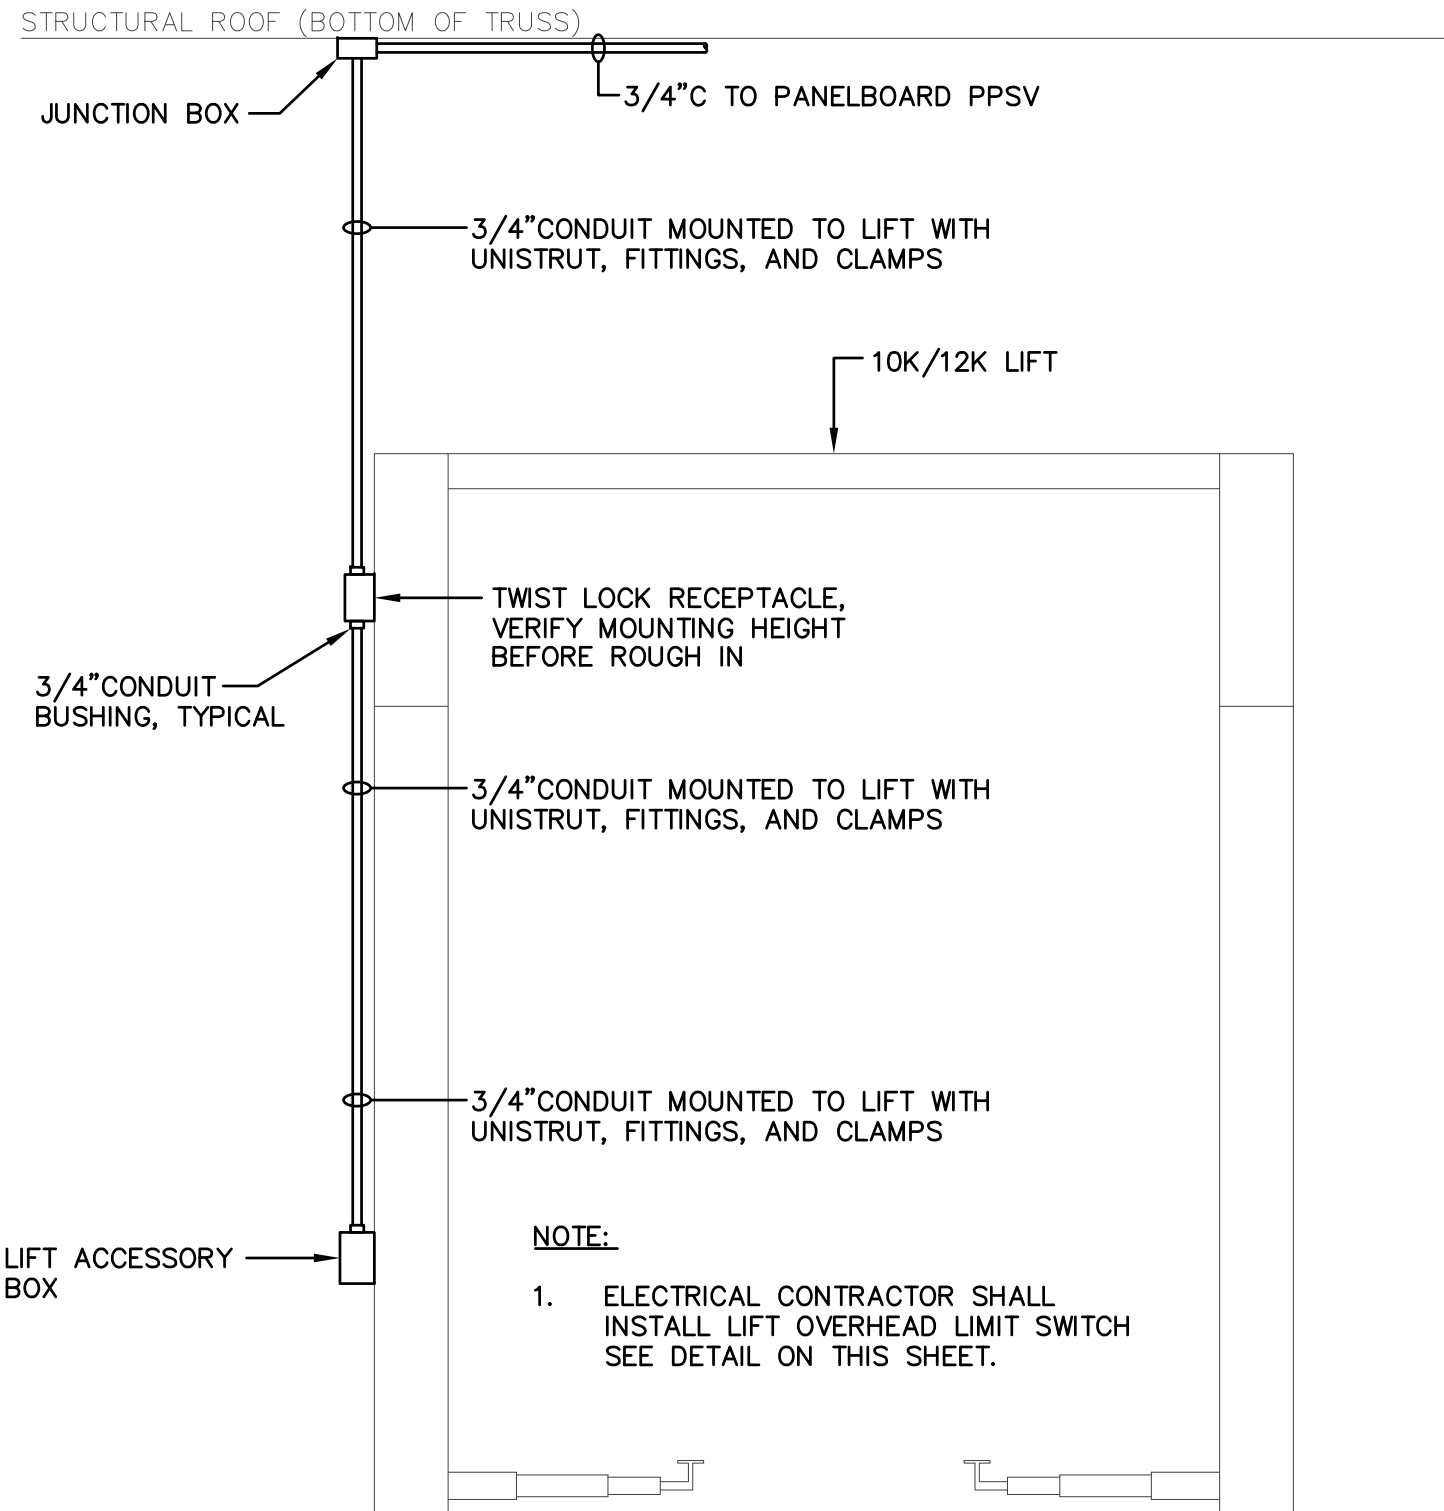 STRUCTURAL ROOF (BOTTOM OF TRUSS)
3/4"C TO PANELBOARD PPSV
JUNCTION BOX
3/4"CONDUIT MOUNTED TO LIFT WITH
UNISTRUT, FITTINGS, AND CLAMPS
10K/12K LIFT
TWIST LOCK RECEPTACLE,
VERIFY MOUNTING HEIGHT
BEFORE ROUGH IN
3/4"CONDUIT
BUSHING, TYPICAL
3/4"CONDUIT MOUNTED TO LIFT WITH
UNISTRUT, FITTINGS, AND CLAMPS
3/4"CONDUIT MOUNTED TO LIFT WITH
UNISTRUT, FITTINGS, AND CLAMPS
LIFT ACCESSORY
BOX
NOTE:
1. ELECTRICAL CONTRACTOR SHALL
INSTALL LIFT OVERHEAD LIMIT SWITCH
SEE DETAIL ON THIS SHEET.